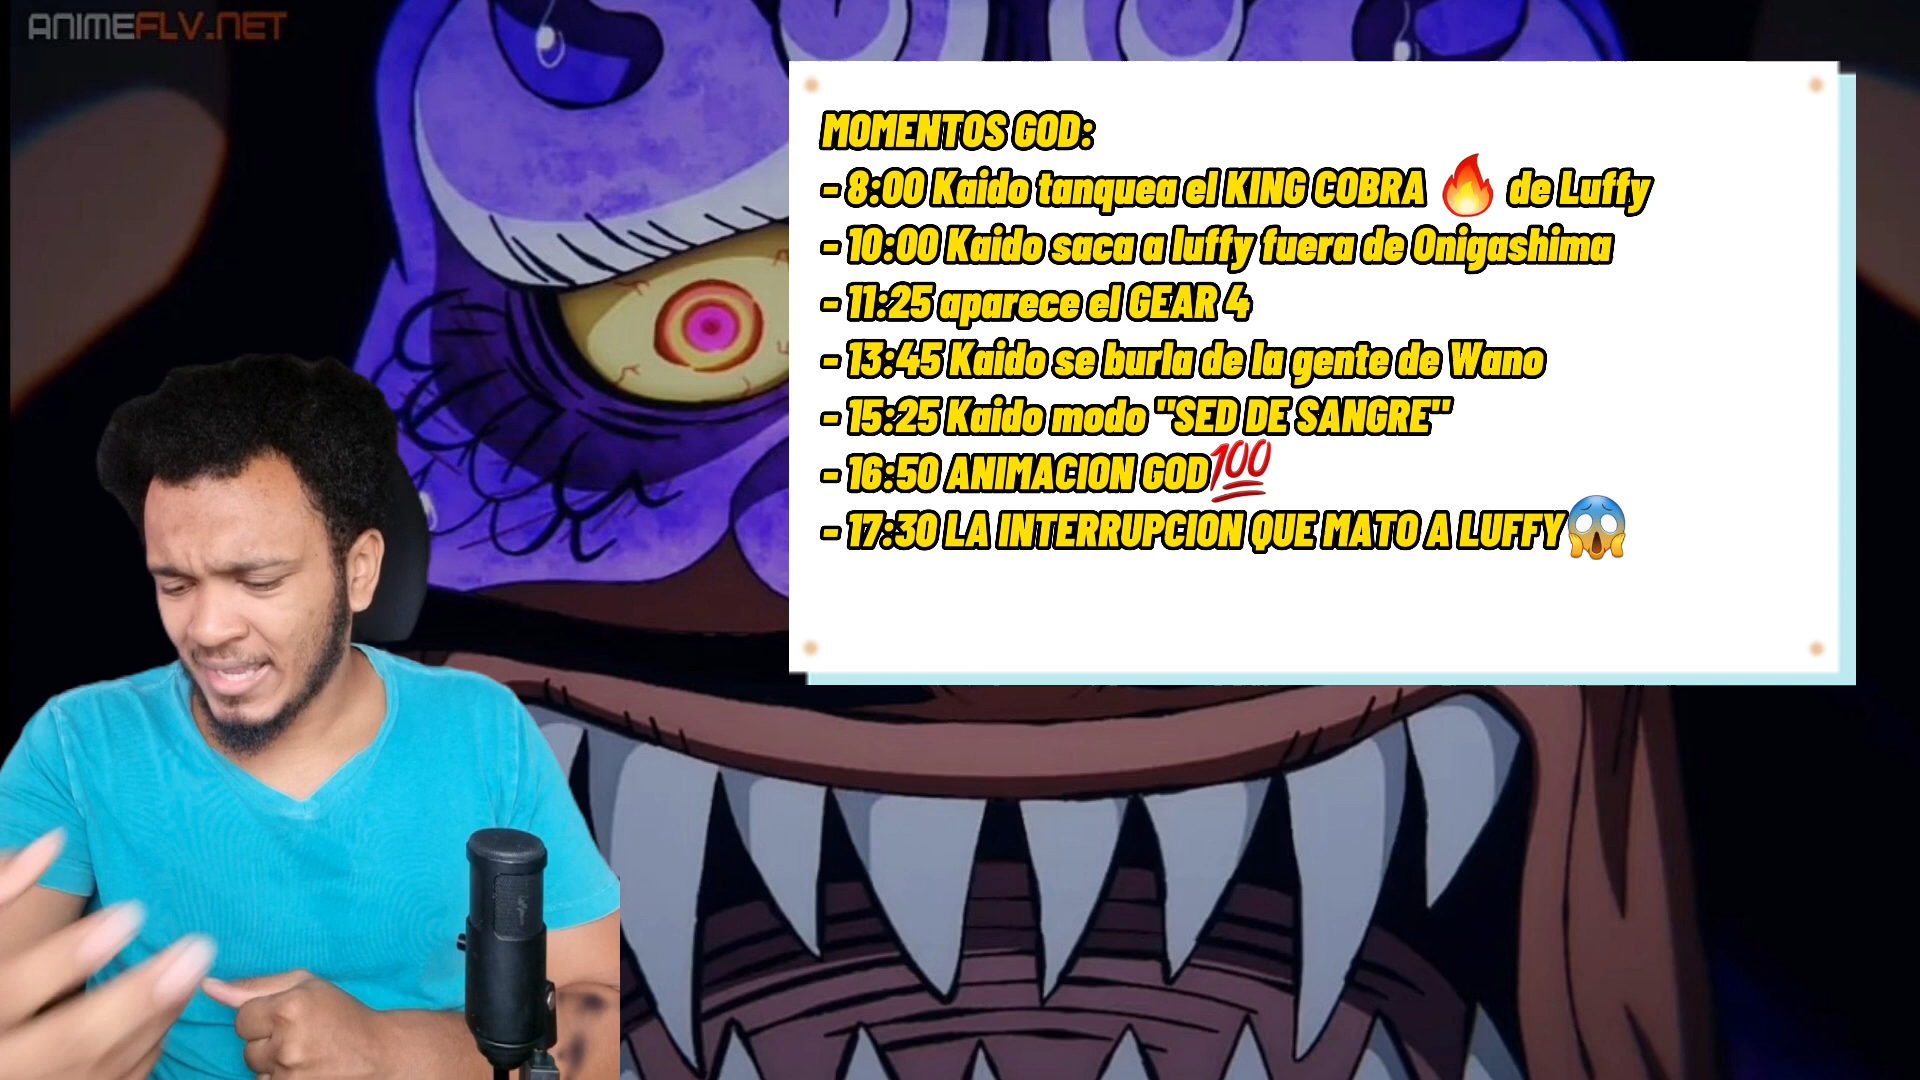 ANIMEFLV.NET
MOMENTOS GOD:
- 8:00 Kaido tanquea el KING COBRA 🔥 de Luffy
- 10:00 Kaido saca a luffy fuera de Onigashima
- 11:25 aparece el GEAR 4
- 13:45 Kaido se burla de la gente de Wano
- 15:25 Kaido modo "SED DE SANGRE"
- 16:50 ANIMACION GOD💯
- 17:30 LA INTERRUPCION QUE MATO A LUFFY😱